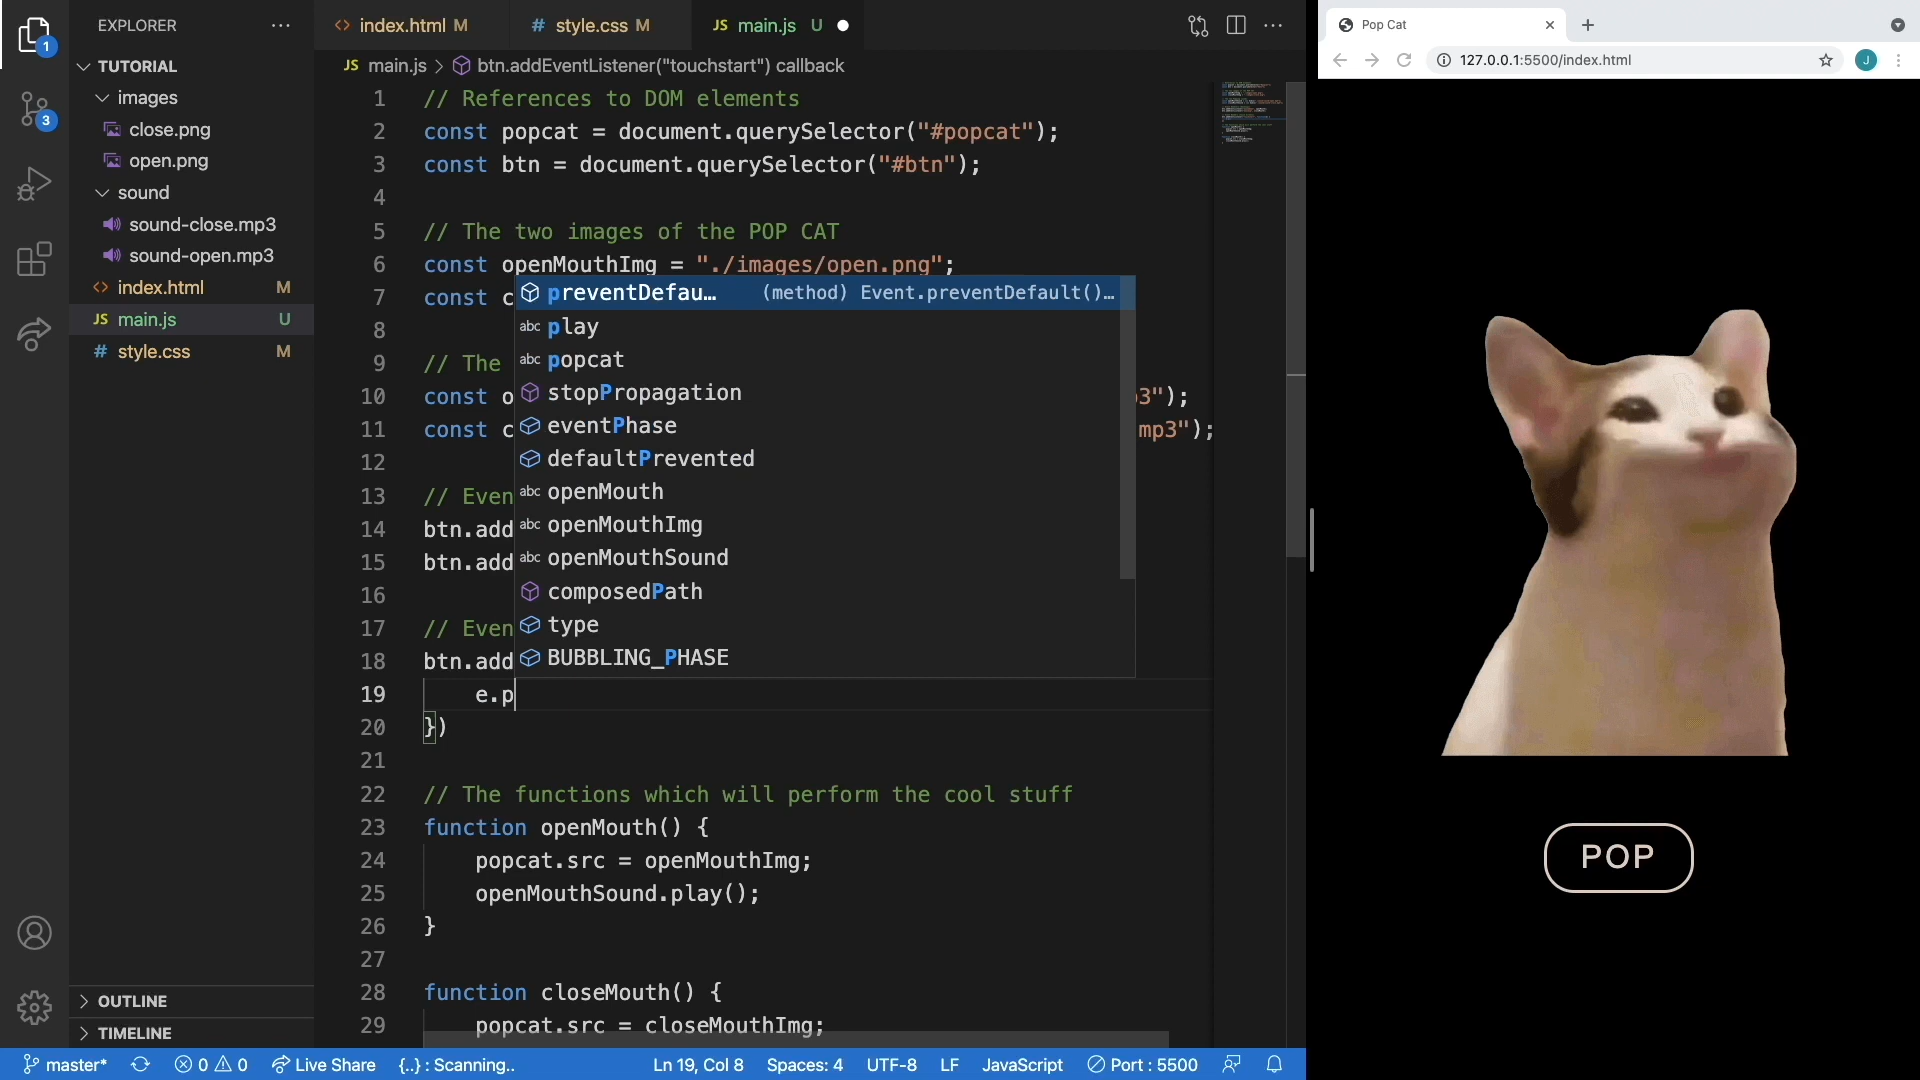 EXPLORER
TUTORIAL
images
close.png
open.png
sound
sound-close.mp3
sound-open.mp3
index.html M
JS main.js U
# style.css M
OUTLINE
TIMELINE
1
3
index.html M
# style.css M
JS main.js U
JS main.js > btn.addEventListener("touchstart") callback
1 // References to DOM elements
2 const popcat = document.querySelector("#popcat");
3 const btn = document.querySelector("#btn");
4
5 // The two images of the POP CAT
6 const openMouthImg = "./images/open.png";
7 const c
8
9 // The
10 const o 3");
11 const c mp3");
12
13 // Even
14 btn.add
15 btn.add
16
17 // Even
18 btn.add
19 e.p
20 })
21
22 // The functions which will perform the cool stuff
23 function openMouth() {
24 popcat.src = openMouthImg;
25 openMouthSound.play();
26 }
27
28 function closeMouth() {
29 popcat.src = closeMouthImg;
preventDefau… (method) Event.preventDefault()…
abc play
abc popcat
stopPropagation
eventPhase
defaultPrevented
abc openMouth
abc openMouthImg
abc openMouthSound
composedPath
type
BUBBLING_PHASE
master* 0 0 Live Share {..} : Scanning.. Ln 19, Col 8 Spaces: 4 UTF-8 LF JavaScript Port : 5500
Pop Cat
127.0.0.1:5500/index.html
J
POP